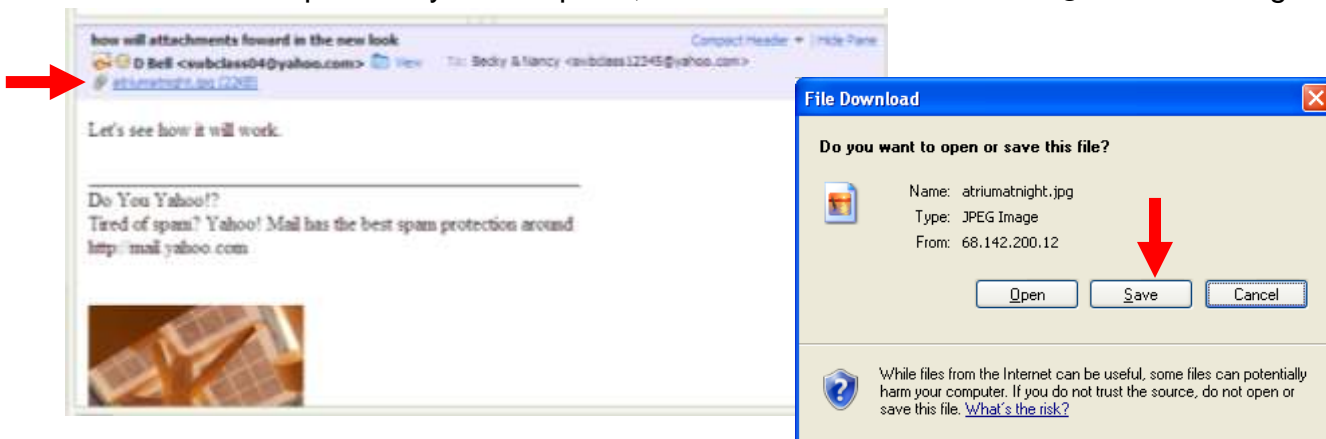 how will attachments foward in the new look
Compact Header
Hide Pane
D Bell <webclass04@yahoo.com> View To: Becky & Nancy <webclass12345@yahoo.com>
atriumatnight.jpg
Let's see how it will work.
Do You Yahoo!?
Tired of spam? Yahoo! Mail has the best spam protection around
http://mail.yahoo.com
File Download
Do you want to open or save this file?
Name: atriumatnight.jpg
Type: JPEG Image
From: 68.142.200.12
Open Save Cancel
While files from the Internet can be useful, some files can potentially
harm your computer. If you do not trust the source, do not open or
save this file. What's the risk?